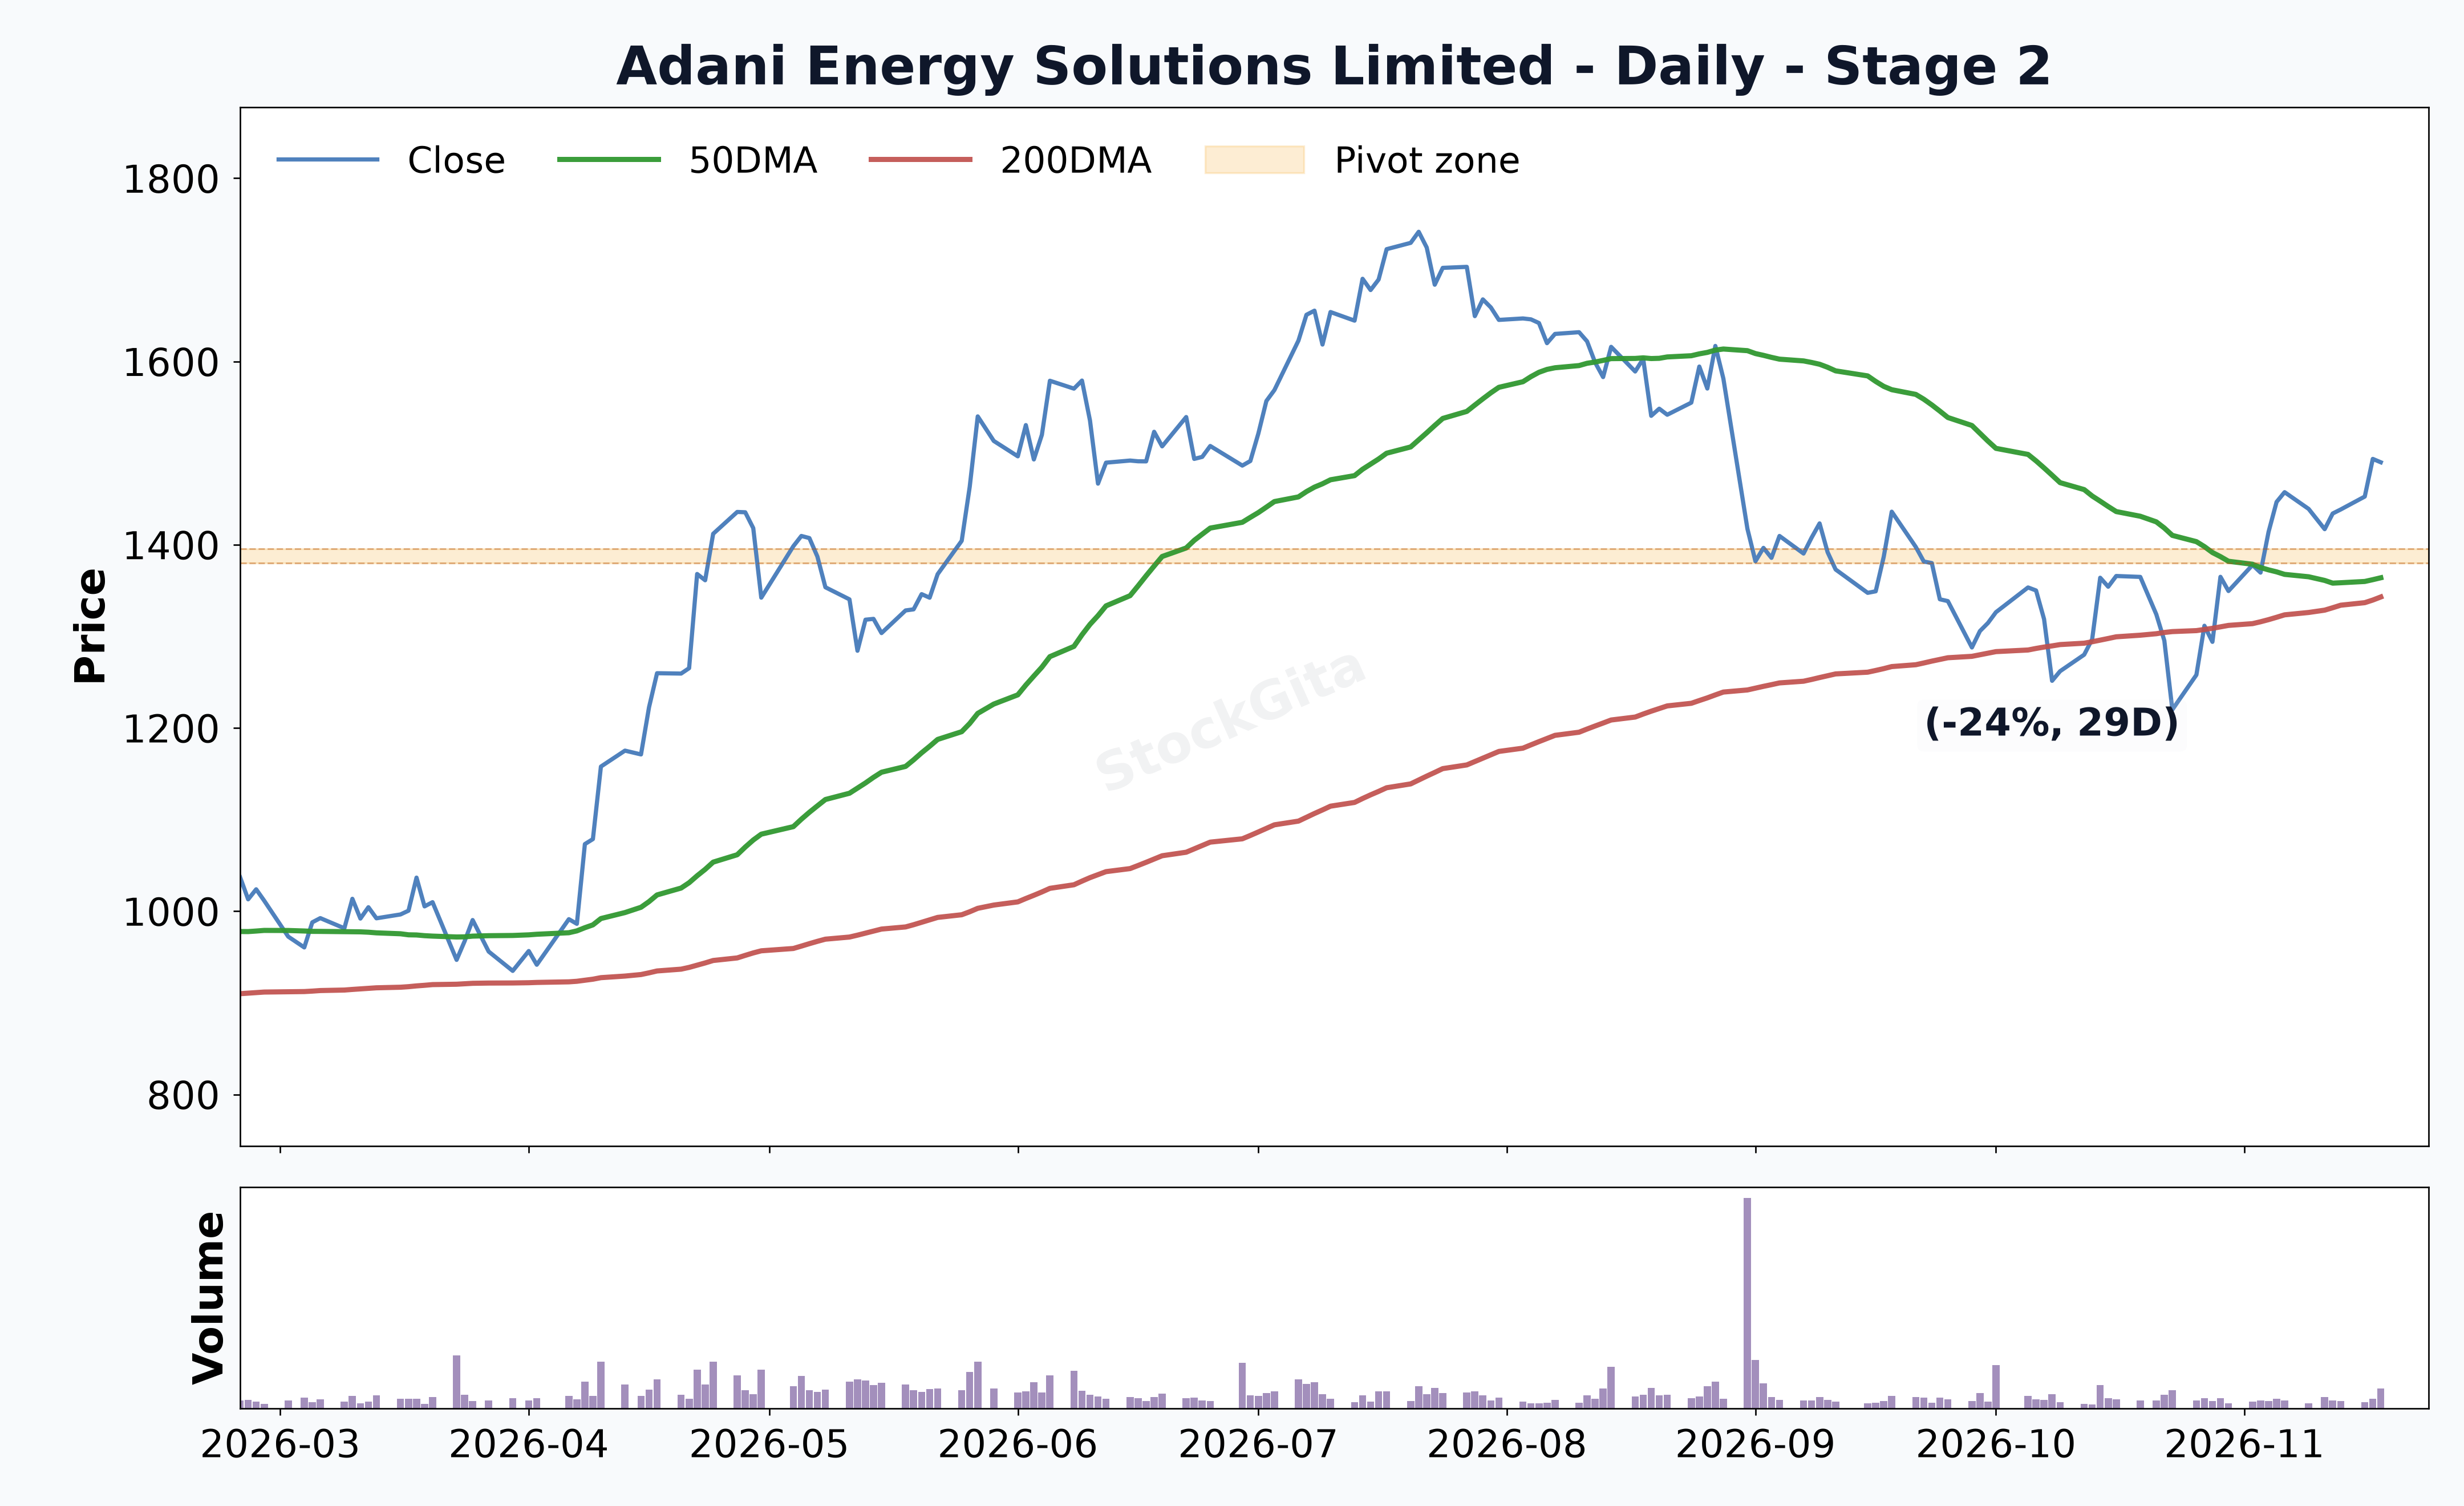 Adani Energy Solutions Limited - Daily - Stage 2
Close 50DMA 200DMA Pivot zone
1800
1600
1400
1200
1000
800
Price
StockGita
(-24%, 29D)
Volume
2026-03 2026-04 2026-05 2026-06 2026-07 2026-08 2026-09 2026-10 2026-11